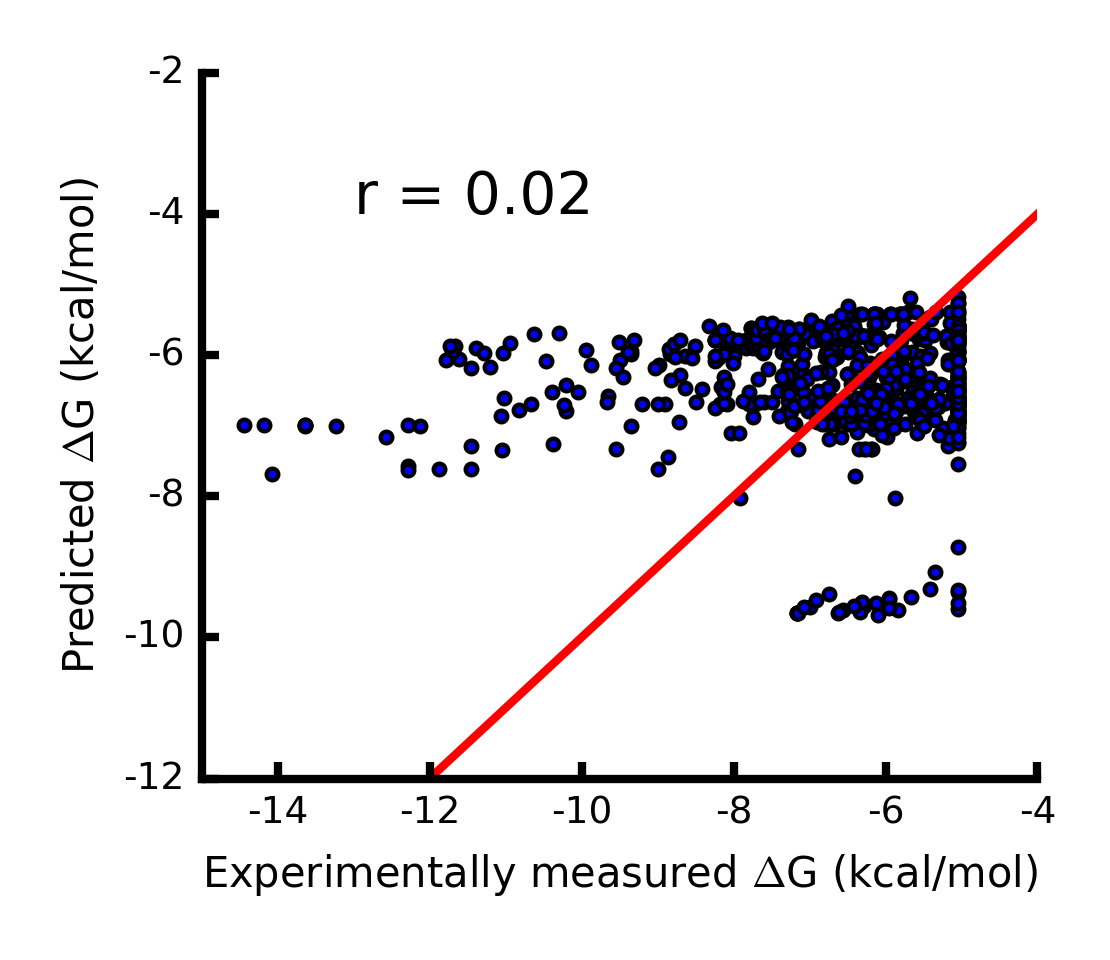 -2
-4
-6
-8
-10
-12
r = 0.02
Predicted ΔG (kcal/mol)
-14 -12 -10 -8 -6 -4
Experimentally measured ΔG (kcal/mol)